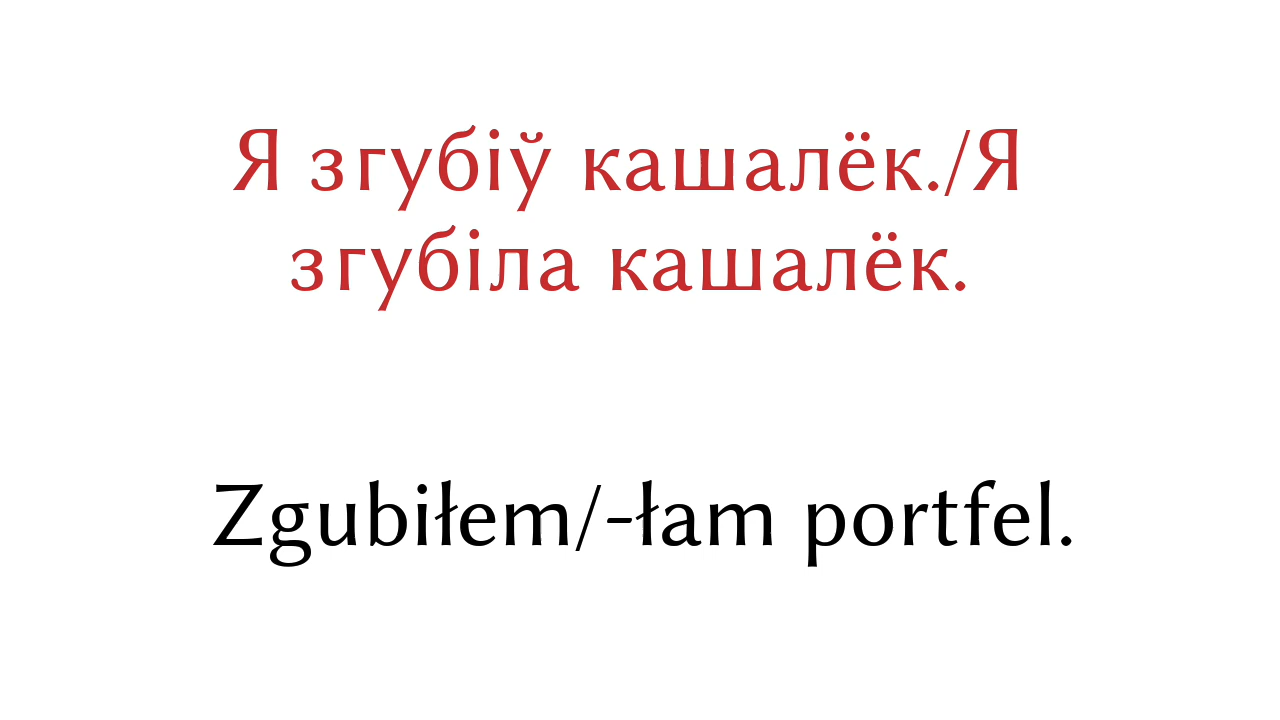 Я згубіў кашалёк./Я
згубіла кашалёк.
Zgubiłem/-łam portfel.